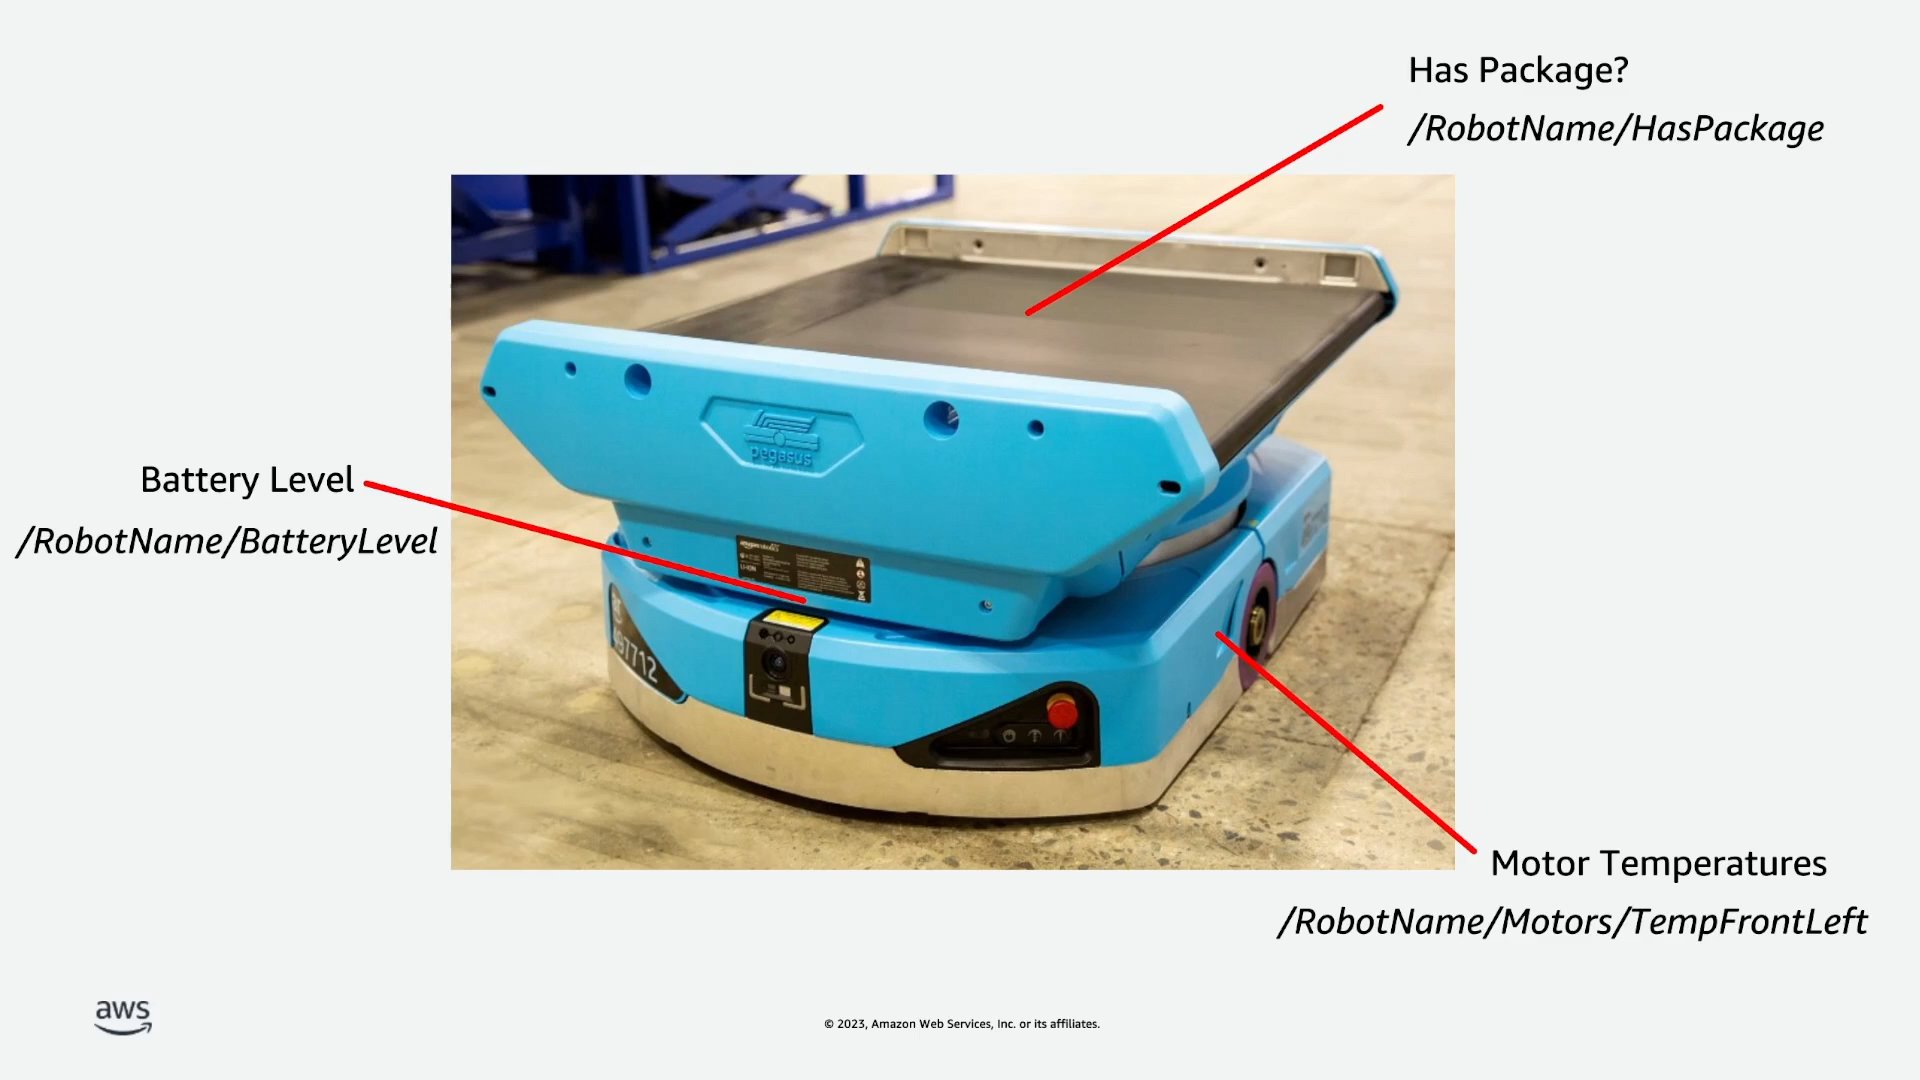 Has Package?
/RobotName/HasPackage
Battery Level
/RobotName/BatteryLevel
pegasus
97712
Motor Temperatures
/RobotName/Motors/TempFrontLeft
aws
© 2023, Amazon Web Services, Inc. or its affiliates.